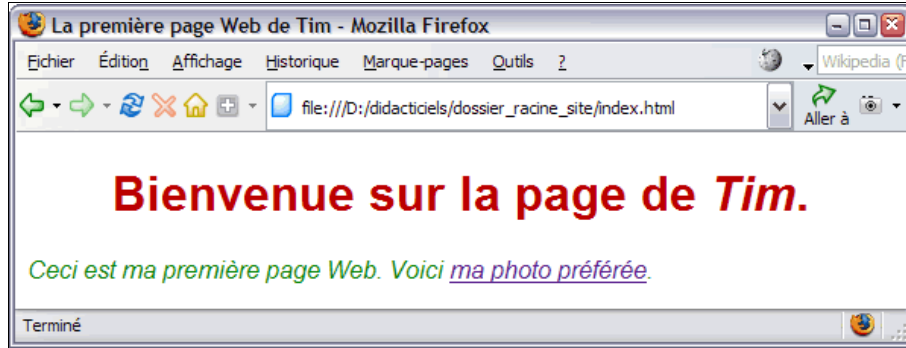 La première page Web de Tim - Mozilla Firefox
Fichier Édition Affichage Historique Marque-pages Outils ? Wikipedia (F
file:///D:/didacticiels/dossier_racine_site/index.html Aller à
Bienvenue sur la page de Tim.
Ceci est ma première page Web. Voici ma photo préférée.
Terminé